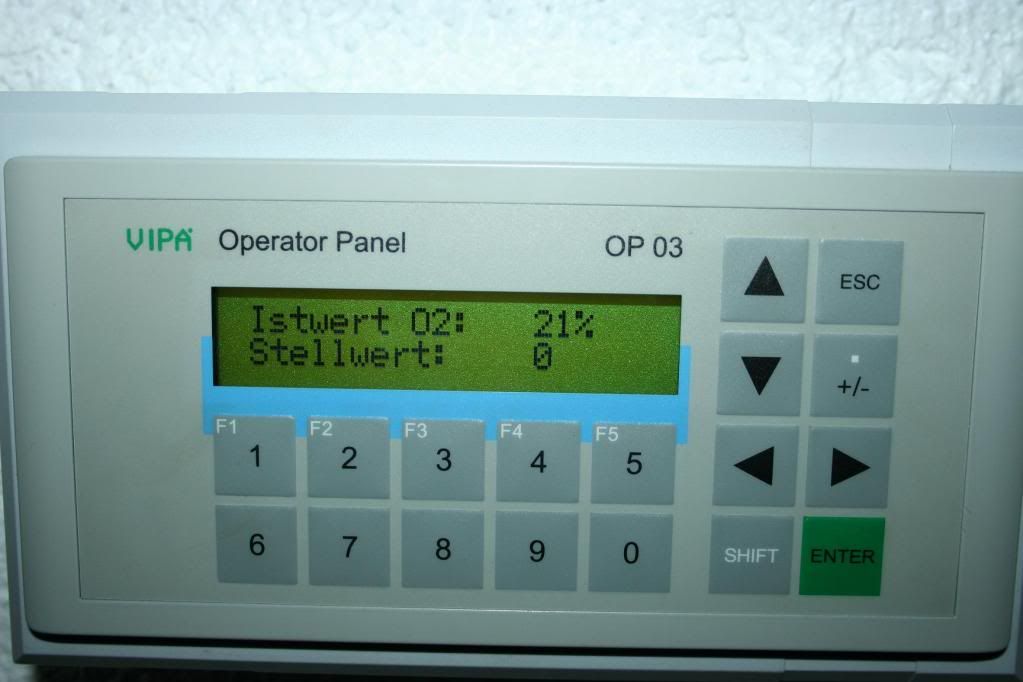 VIPA Operator Panel OP 03
Istwert O2: 21%
Stellwert: 0
ESC
+/-
F1 F2 F3 F4 F5
1 2 3 4 5
6 7 8 9 0
SHIFT ENTER